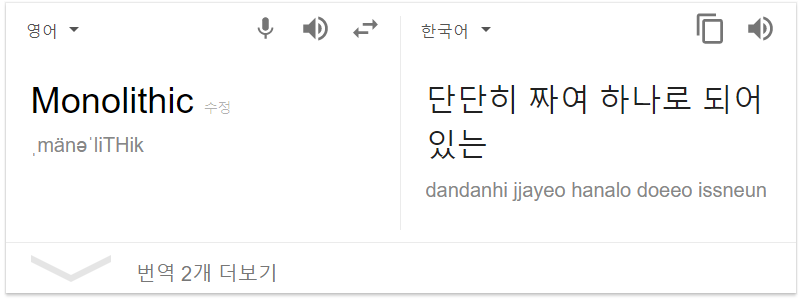 영어
한국어
Monolithic 수정
ˌmänəˈliTHik
단단히 짜여 하나로 되어
있는
dandanhi jjayeo hanalo doeeo issneun
번역 2개 더보기